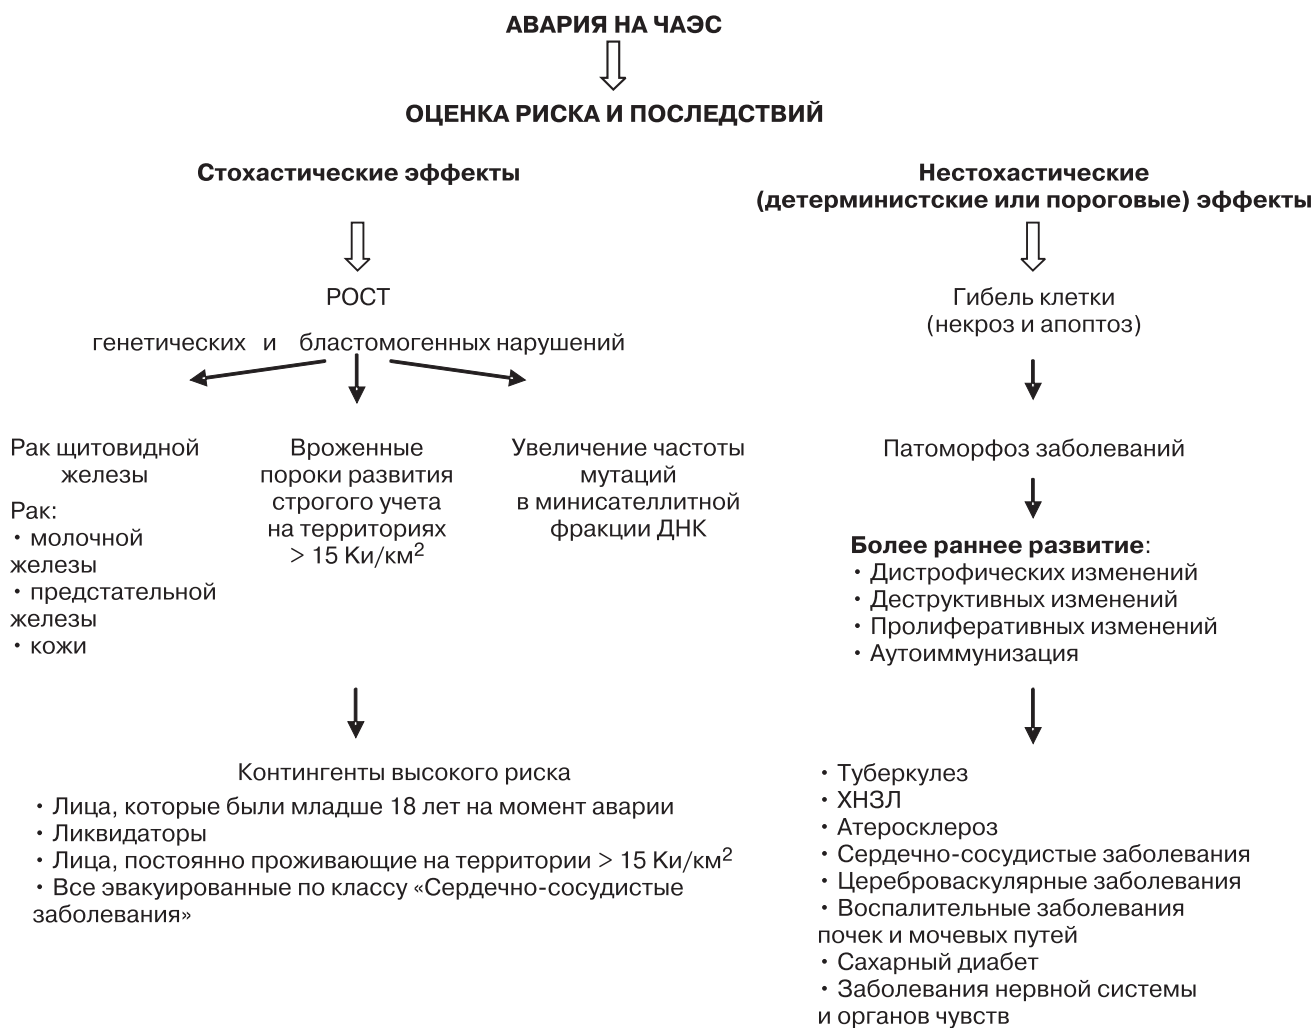 АВАРИЯ НА ЧАЭС
ОЦЕНКА РИСКА И ПОСЛЕДСТВИЙ
Стохастические эффекты
РОСТ
генетических и бластомогенных нарушений
Рак щитовидной
железы
Рак:
• молочной
железы
• предстательной
железы
• кожи
Врожденные
пороки развития
строгого учета
на территориях
> 15 Ки/км²
Увеличение частоты
мутаций
в минисателлитной
фракции ДНК
Контингенты высокого риска
• Лица, которые были младше 18 лет на момент аварии
• Ликвидаторы
• Лица, постоянно проживающие на территории > 15 Ки/км²
• Все эвакуированные по классу «Сердечно-сосудистые
заболевания»
Нестохастические
(детерминистские или пороговые) эффекты
Гибель клетки
(некроз и апоптоз)
Патоморфоз заболеваний
Более раннее развитие:
• Дистрофических изменений
• Деструктивных изменений
• Пролиферативных изменений
• Аутоиммунизация
• Туберкулез
• ХНЗЛ
• Атеросклероз
• Сердечно-сосудистые заболевания
• Цереброваскулярные заболевания
• Воспалительные заболевания
почек и мочевых путей
• Сахарный диабет
• Заболевания нервной системы
и органов чувств